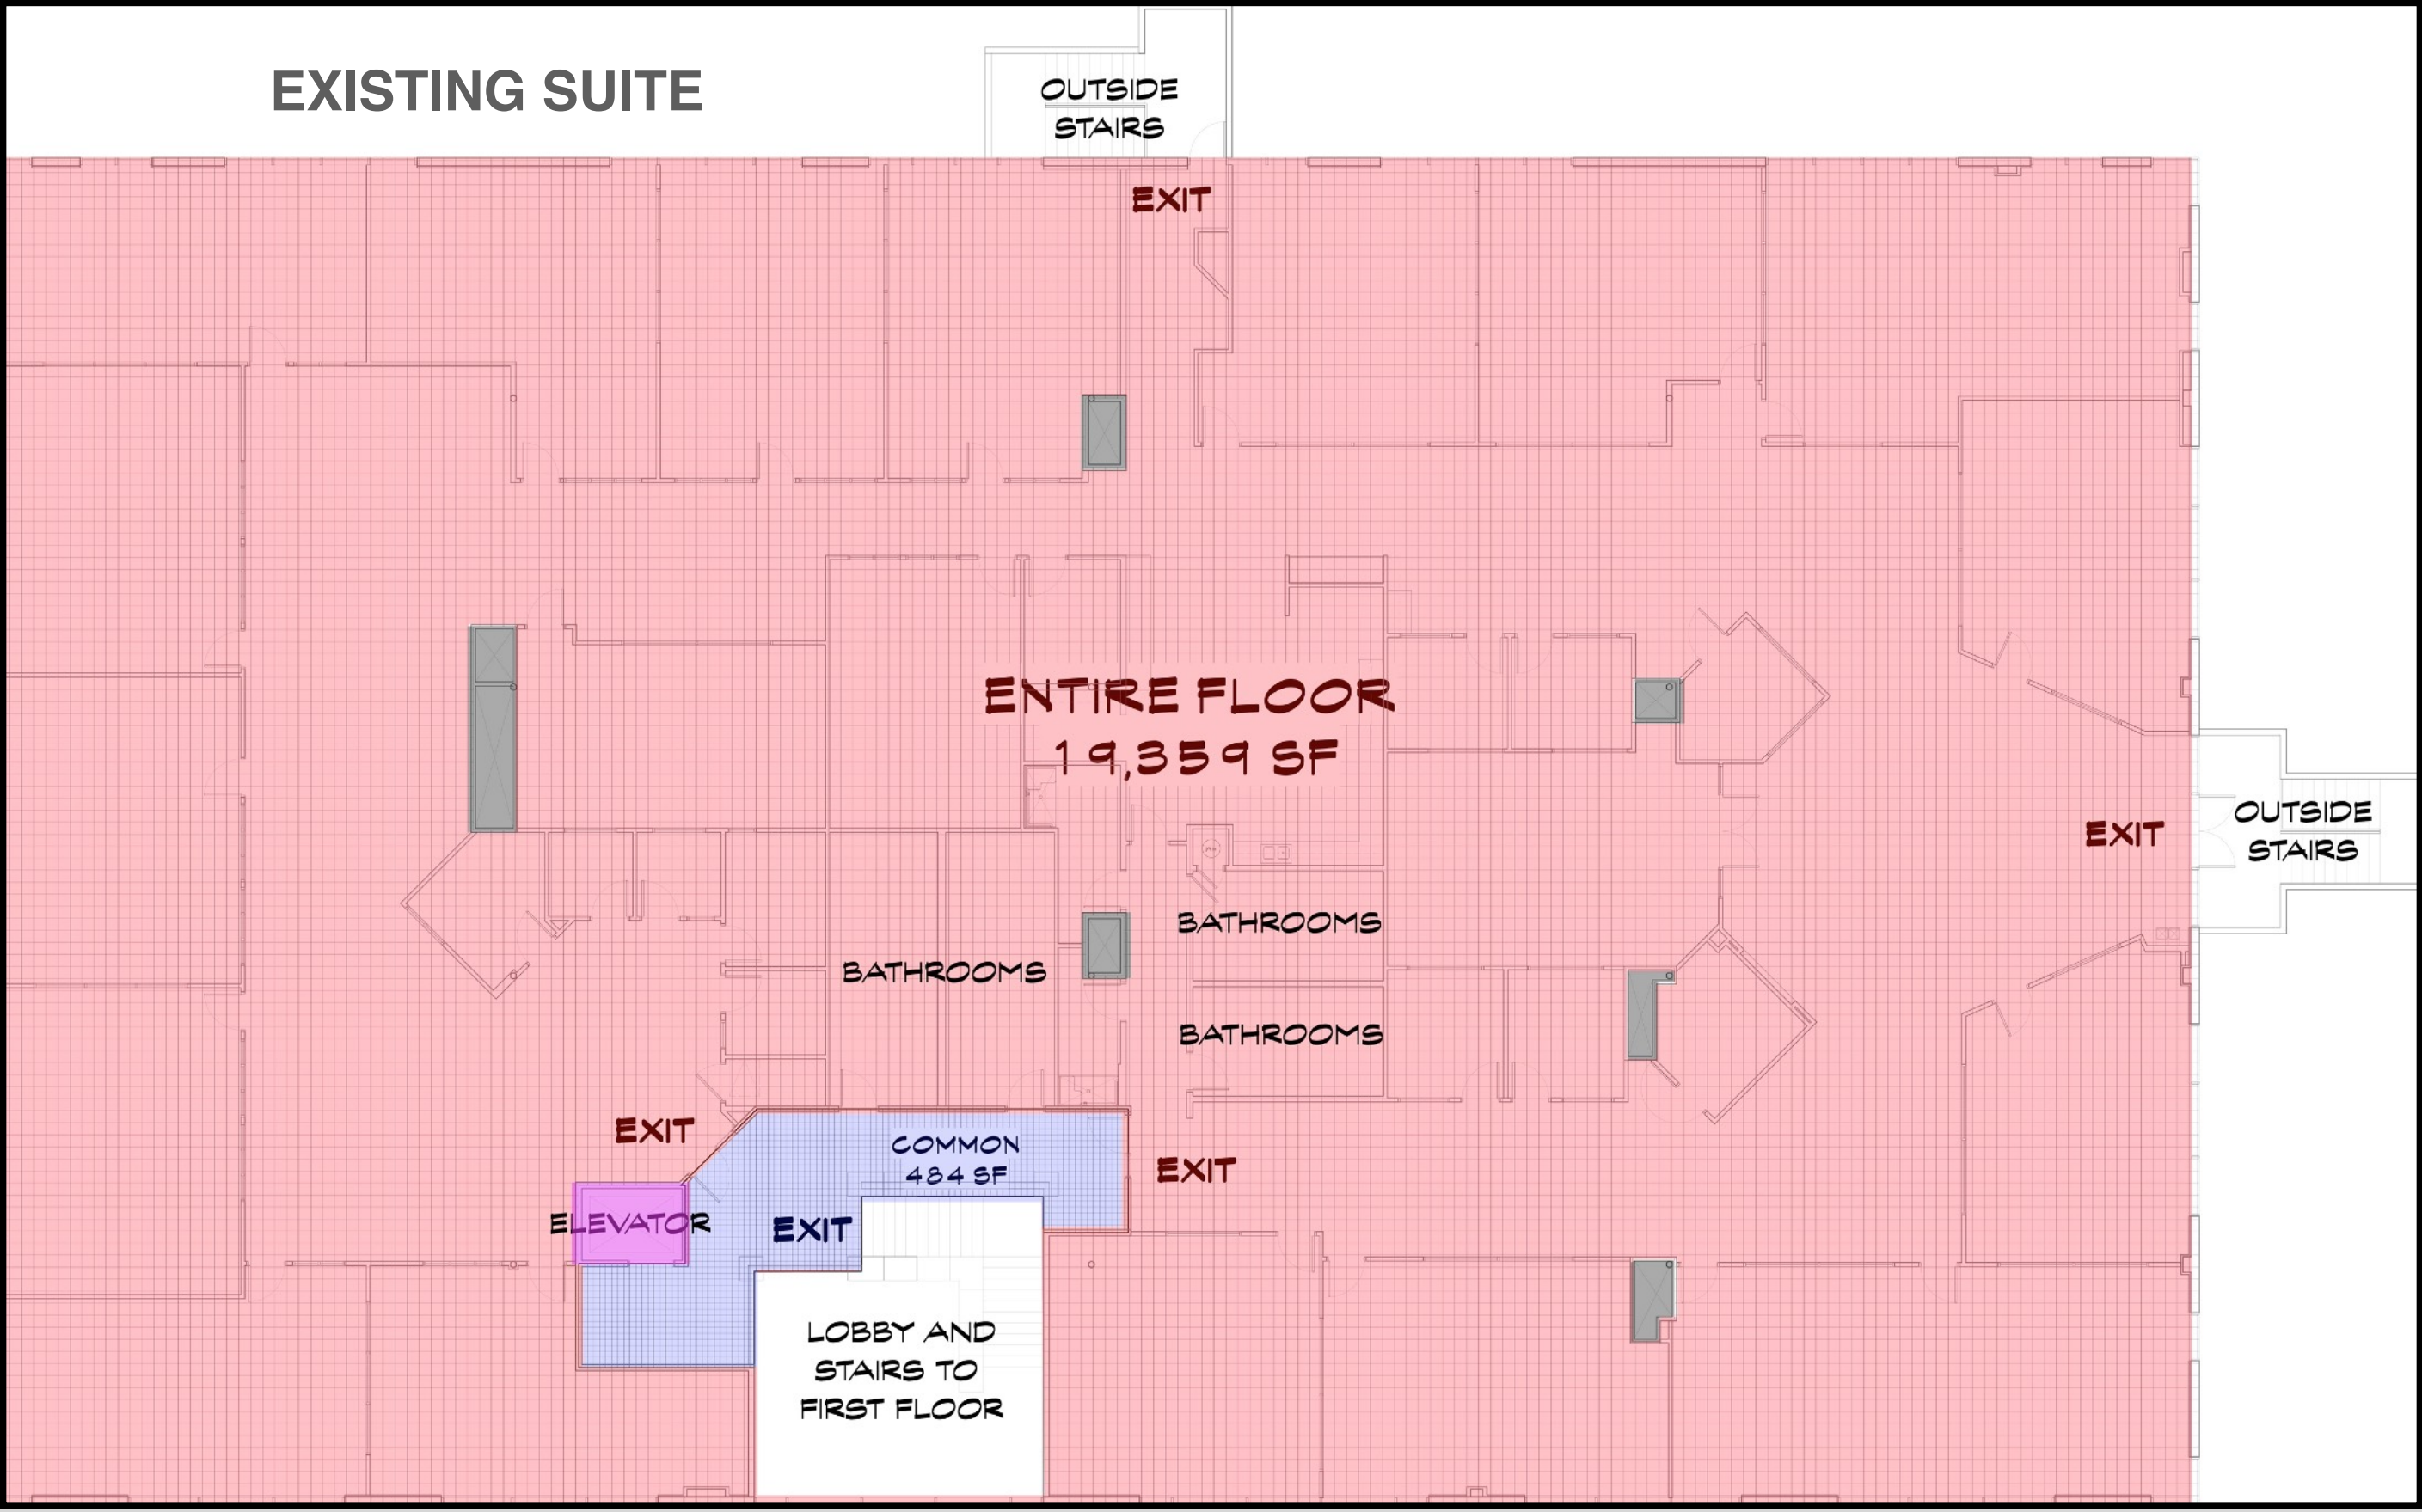 EXISTING SUITE
OUTSIDE
STAIRS
EXIT
ENTIRE FLOOR
19,359 SF
OUTSIDE
STAIRS
EXIT
BATHROOMS
BATHROOMS
BATHROOMS
EXIT
COMMON
484 SF
EXIT
ELEVATOR
EXIT
LOBBY AND
STAIRS TO
FIRST FLOOR